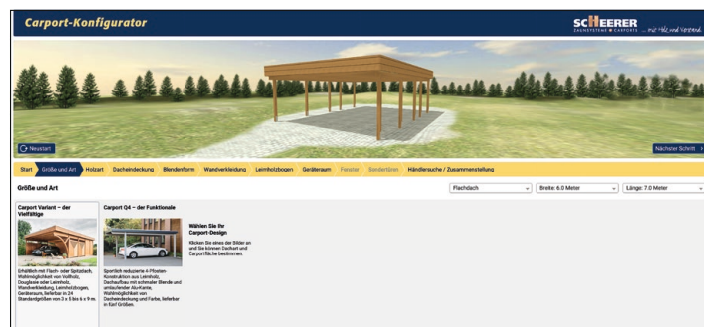 Carport-Konfigurator
SCHEERER
ZAUNSYSTEME CARPORTS ... mit Holz und Verstand.
Neustart
Nächster Schritt
Start Größe und Art Holzart Dacheindeckung Blendenform Wandverkleidung Leimholzbogen Geräteraum Fenster Sondertüren Händlersuche / Zusammenstellung
Größe und Art
Flachdach Breite: 6.0 Meter Länge: 7.0 Meter
Carport Variant – der
Vielfältige
Erhältlich mit Flach- oder Spitzdach,
Wahlmöglichkeit von Vollholz,
Douglasie oder Leimholz,
Wandverkleidung, Leimholzbogen,
Geräteraum, lieferbar in 24
Standardgrößen von 3 x 5 bis 6 x 9 m.
Carport Q4 – der Funktionale
Sportlich reduzierte 4-Pfosten-
Konstruktion aus Leimholz,
Dachaufbau mit schmaler Blende und
umlaufender Alu-Kante,
Wahlmöglichkeit von
Dacheindeckung und Farbe, lieferbar
in fünf Größen.
Wählen Sie Ihr
Carport-Design
Klicken Sie eines der Bilder an
und Sie können Dachart und
Carportfläche bestimmen.